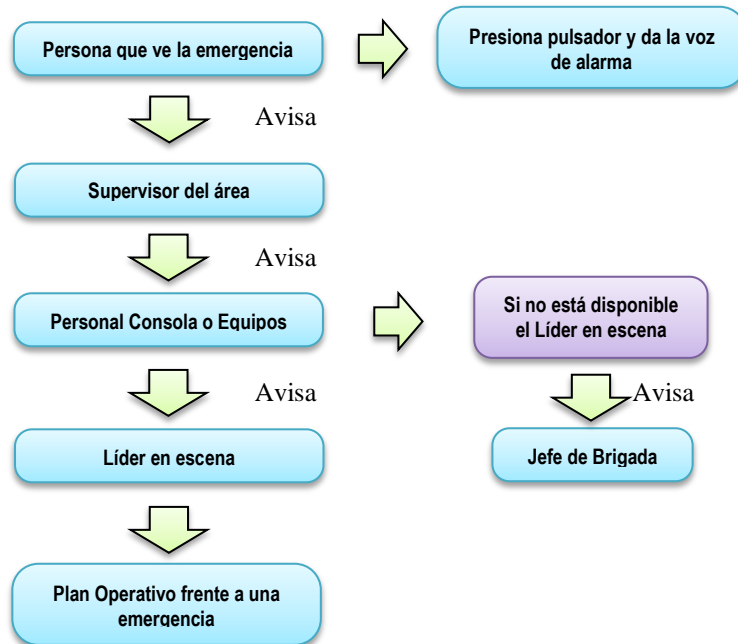 Persona que ve la emergencia
Presiona pulsador y da la voz
de alarma
Avisa
Supervisor del área
Avisa
Personal Consola o Equipos
Si no está disponible
el Líder en escena
Avisa
Avisa
Líder en escena
Jefe de Brigada
Plan Operativo frente a una
emergencia